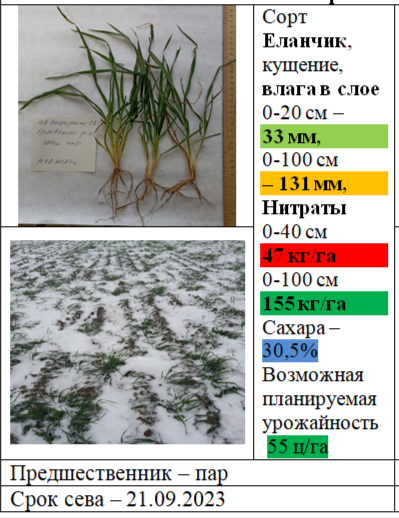 Сорт
Еланчик,
кущение,
влага в слое
0-20 см –
33 мм,
0-100 см
– 131 мм,
Нитраты
0-40 см
47 кг/га
0-100 см
155 кг/га
Сахара –
30,5%
Возможная
планируемая
урожайность
55 ц/га
Предшественник – пар
Срок сева – 21.09.2023